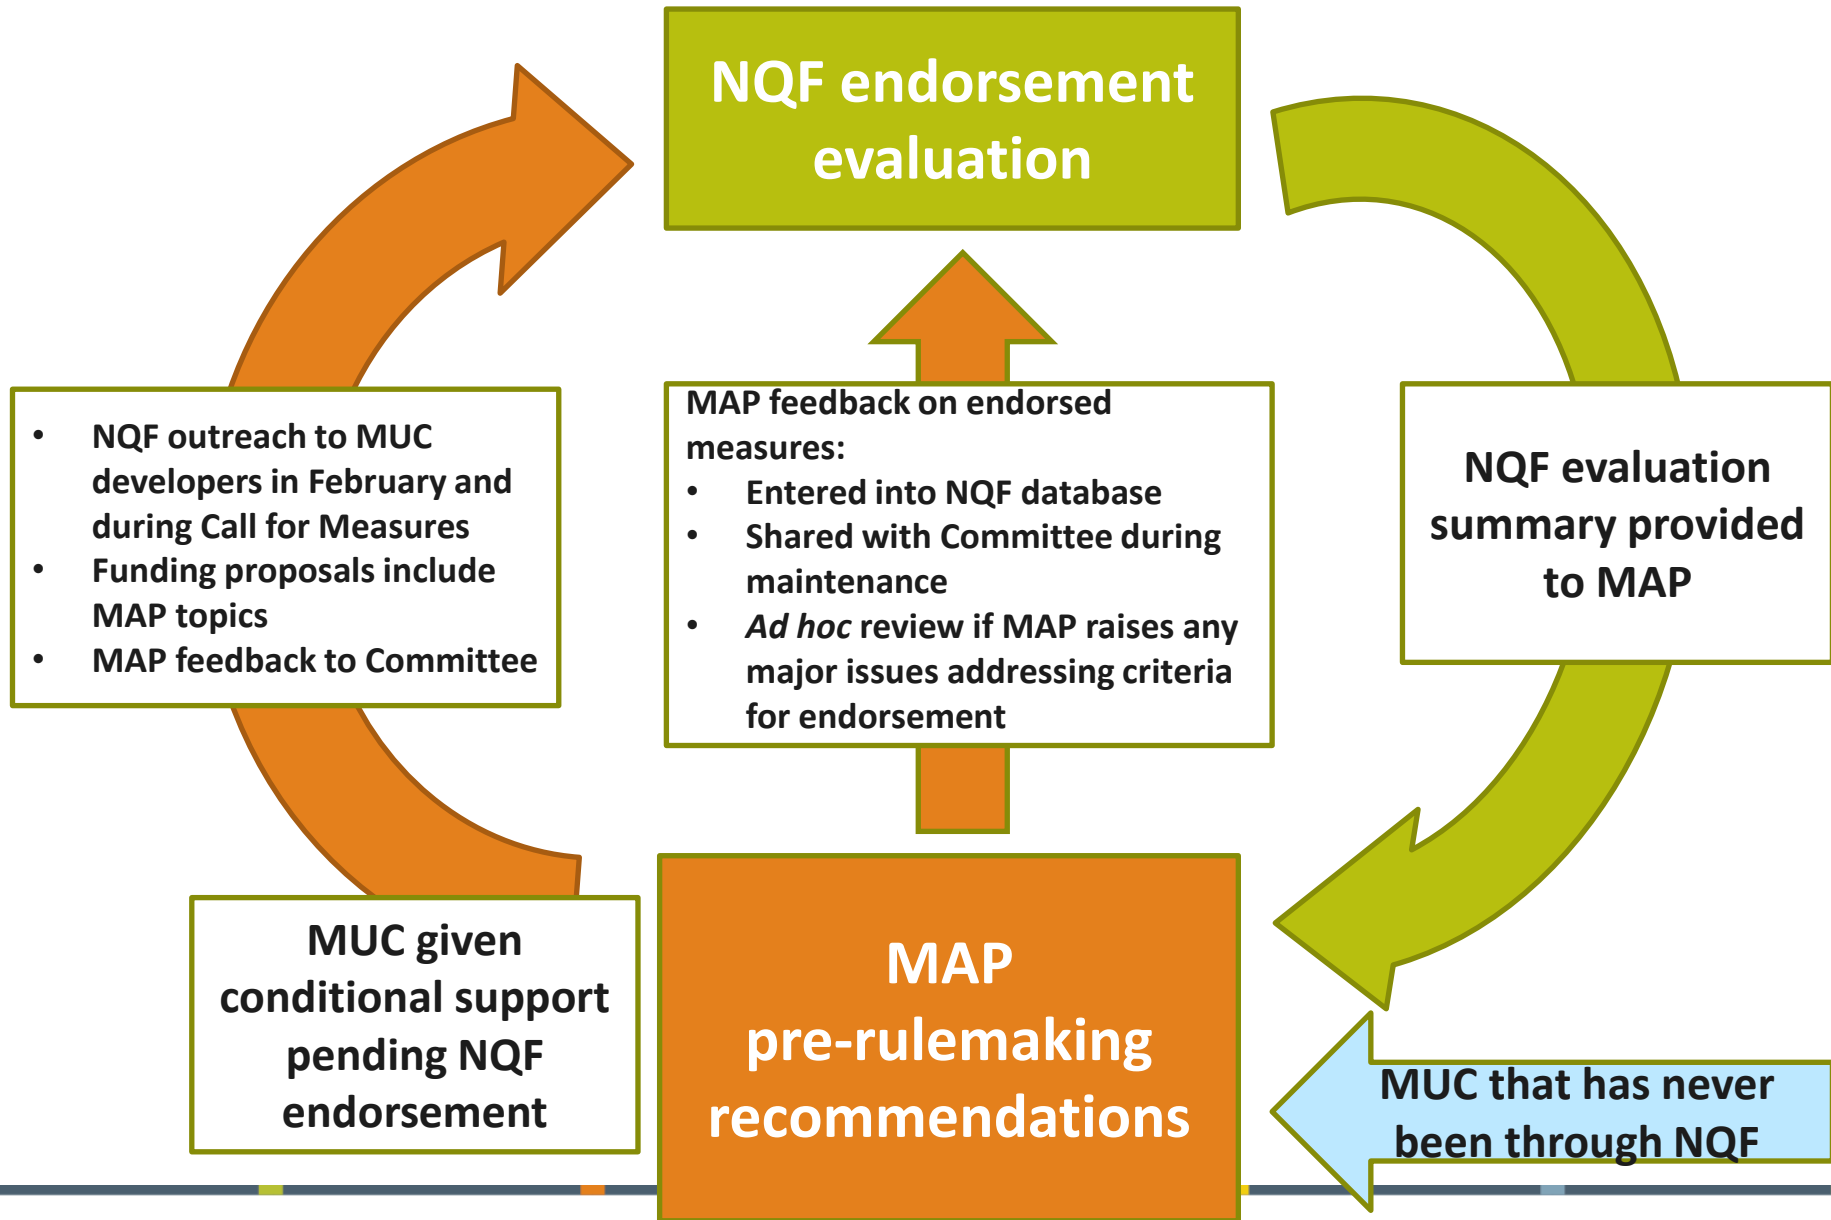 NQF endorsement
evaluation
• NQF outreach to MUC
developers in February and
during Call for Measures
• Funding proposals include
MAP topics
• MAP feedback to Committee
MAP feedback on endorsed
measures:
• Entered into NQF database
• Shared with Committee during
maintenance
• Ad hoc review if MAP raises any
major issues addressing criteria
for endorsement
NQF evaluation
summary provided
to MAP
MUC given
conditional support
pending NQF
endorsement
MAP
pre-rulemaking
recommendations
MUC that has never
been through NQF